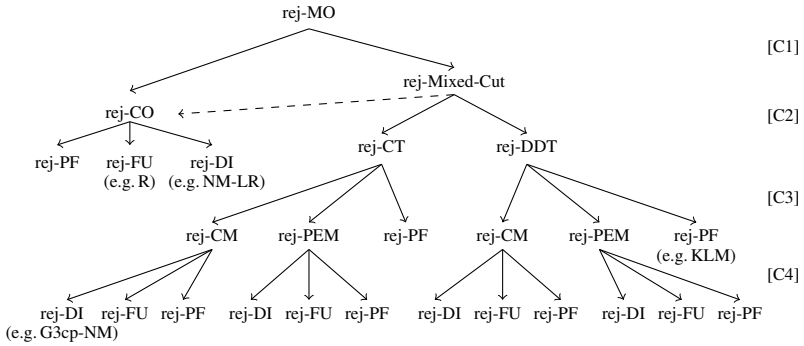 rej-MO
[C1]
rej-Mixed-Cut
rej-CO
[C2]
rej-CT rej-DDT
rej-PF rej-FU rej-DI
(e.g. R) (e.g. NM-LR)
[C3]
rej-CM rej-PEM rej-PF rej-CM rej-PEM rej-PF
(e.g. KLM)
[C4]
rej-DI rej-FU rej-PF rej-DI rej-FU rej-PF rej-DI rej-FU rej-PF rej-DI rej-FU rej-PF
(e.g. G3cp-NM)